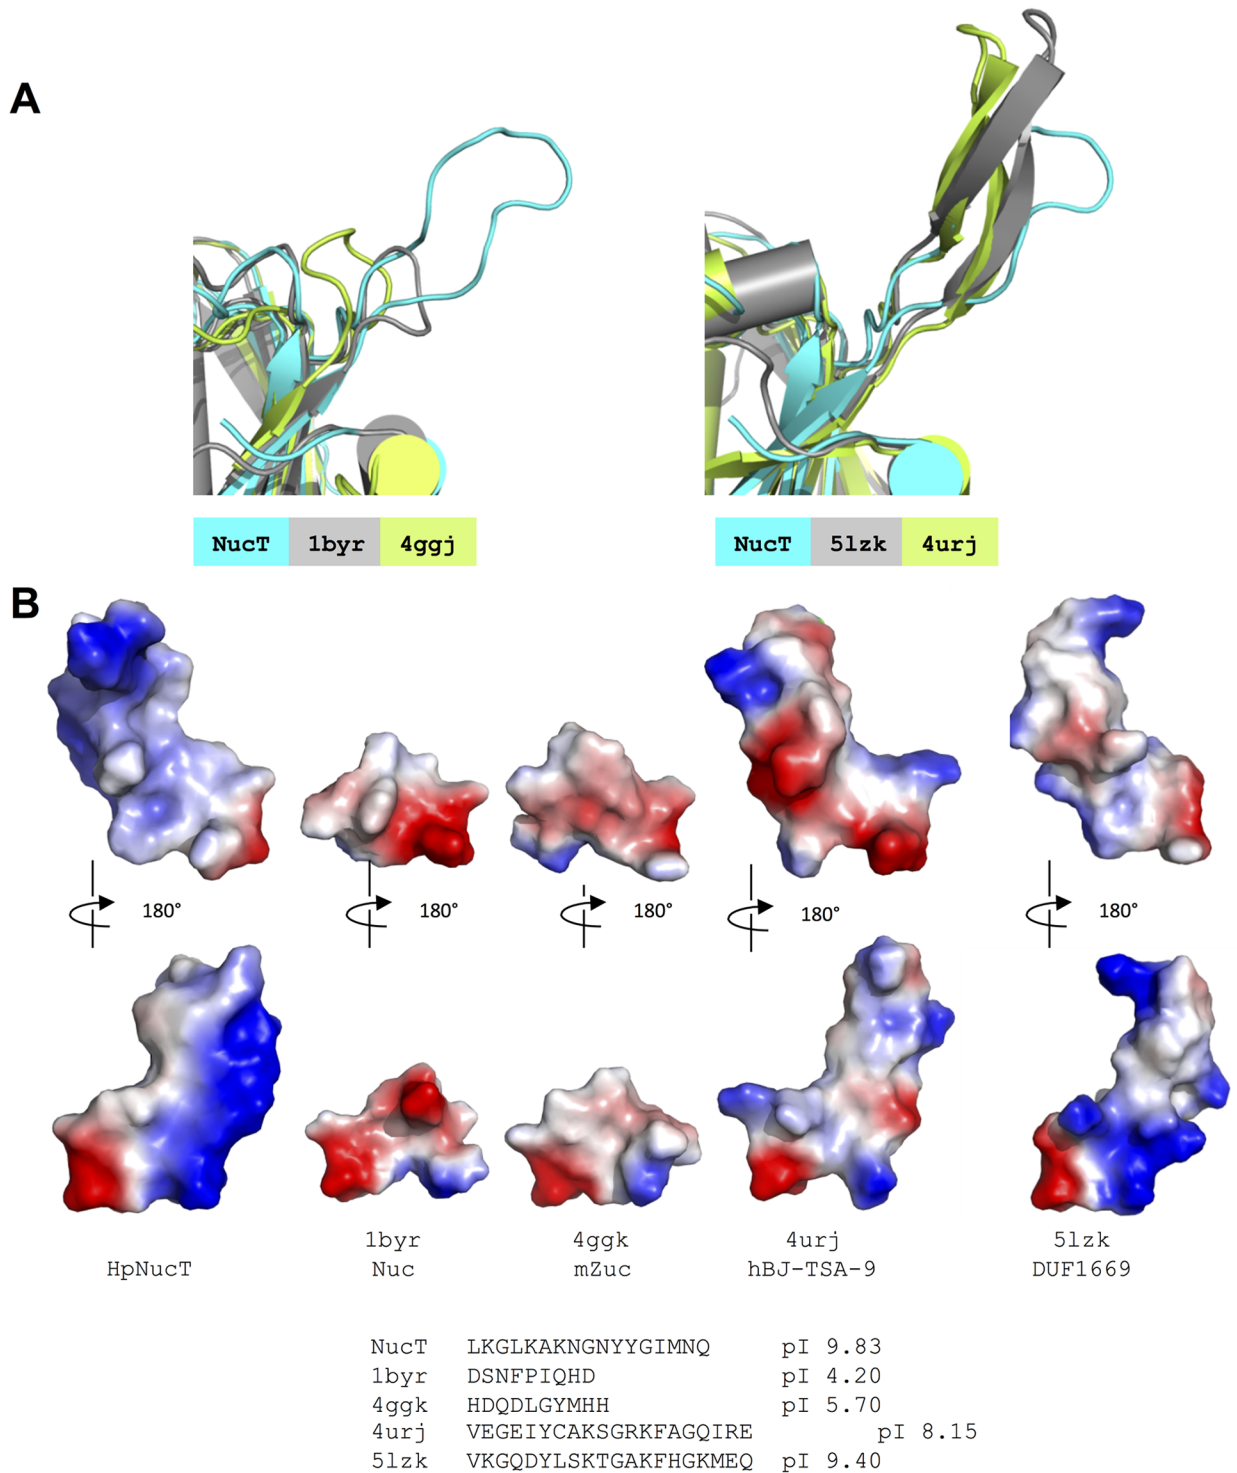 A
NucT 1byr 4ggj
NucT 5lzk 4urj
B
180° 180° 180° 180° 180°
1byr 4ggk 4urj 5lzk
HpNucT Nuc mZuc hBJ-TSA-9 DUF1669
NucT LKGLKAKNGNYYGIMNQ pI 9.83
1byr DSNFPIQHD pI 4.20
4ggk HDQDLGYMHH pI 5.70
4urj VEGEIYCAKSGRKFAGQIRE pI 8.15
5lzk VKGQDYLSKTGAKFHGKMEQ pI 9.40